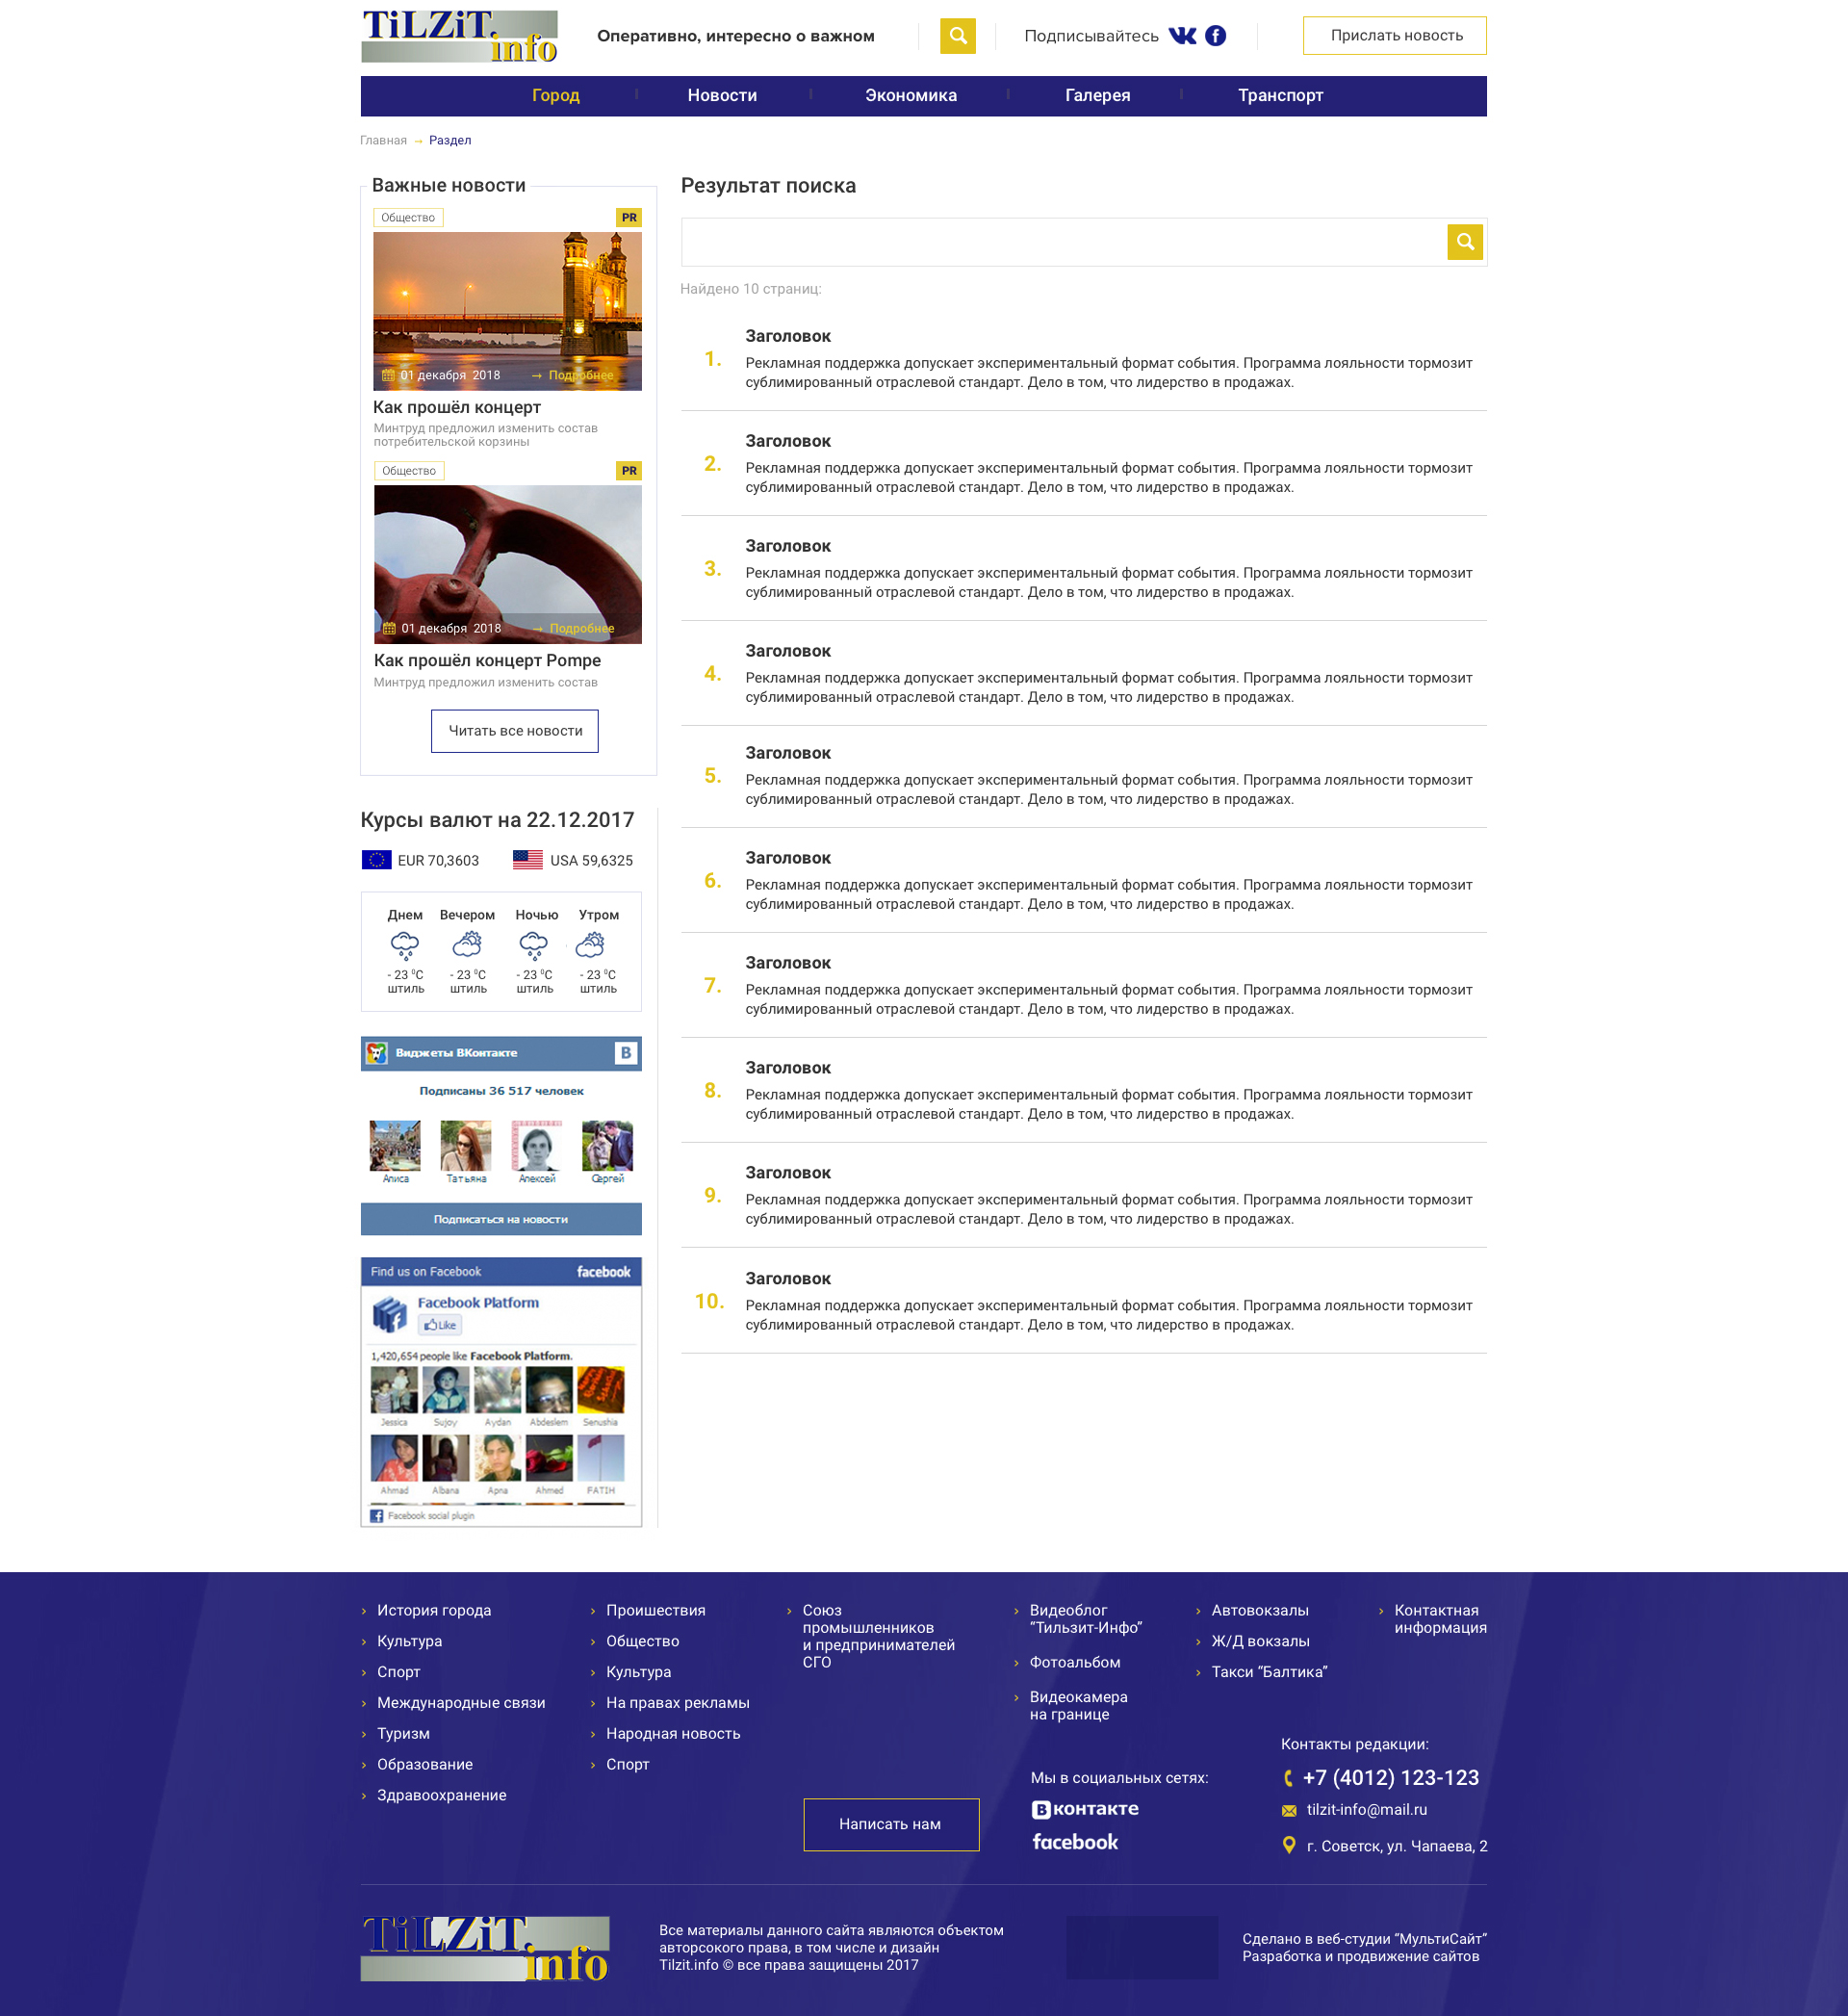 TiLZiT.info
Оперативно, интересно о важном
Подписывайтесь
Прислать новость
Город
Новости
Экономика
Галерея
Транспорт
Главная → Раздел
Важные новости
Общество
PR
01 декабря 2018
→ Подробнее
Как прошёл концерт
Минтруд предложил изменить состав
потребительской корзины
Общество
PR
01 декабря 2018
→ Подробнее
Как прошёл концерт Pompe
Минтруд предложил изменить состав
Читать все новости
Курсы валют на 22.12.2017
EUR 70,3603
USA 59,6325
Днем Вечером Ночью Утром
- 23 ⁰С - 23 ⁰С - 23 ⁰С - 23 ⁰С
штиль штиль штиль штиль
Виджеты ВКонтакте
В
Подписаны 36 517 человек
Алиса Татьяна Алексей Сергей
Подписаться на новости
Find us on Facebook
facebook
Facebook Platform
Like
1,420,654 people like Facebook Platform.
Jessica Sujoy Aydan Abdeslem Senushia
Ahmad Albana Apna Ahmed FATIH
Facebook social plugin
Результат поиска
Найдено 10 страниц:
1.
Заголовок
Рекламная поддержка допускает экспериментальный формат события. Программа лояльности тормозит
сублимированный отраслевой стандарт. Дело в том, что лидерство в продажах.
2.
Заголовок
Рекламная поддержка допускает экспериментальный формат события. Программа лояльности тормозит
сублимированный отраслевой стандарт. Дело в том, что лидерство в продажах.
3.
Заголовок
Рекламная поддержка допускает экспериментальный формат события. Программа лояльности тормозит
сублимированный отраслевой стандарт. Дело в том, что лидерство в продажах.
4.
Заголовок
Рекламная поддержка допускает экспериментальный формат события. Программа лояльности тормозит
сублимированный отраслевой стандарт. Дело в том, что лидерство в продажах.
5.
Заголовок
Рекламная поддержка допускает экспериментальный формат события. Программа лояльности тормозит
сублимированный отраслевой стандарт. Дело в том, что лидерство в продажах.
6.
Заголовок
Рекламная поддержка допускает экспериментальный формат события. Программа лояльности тормозит
сублимированный отраслевой стандарт. Дело в том, что лидерство в продажах.
7.
Заголовок
Рекламная поддержка допускает экспериментальный формат события. Программа лояльности тормозит
сублимированный отраслевой стандарт. Дело в том, что лидерство в продажах.
8.
Заголовок
Рекламная поддержка допускает экспериментальный формат события. Программа лояльности тормозит
сублимированный отраслевой стандарт. Дело в том, что лидерство в продажах.
9.
Заголовок
Рекламная поддержка допускает экспериментальный формат события. Программа лояльности тормозит
сублимированный отраслевой стандарт. Дело в том, что лидерство в продажах.
10.
Заголовок
Рекламная поддержка допускает экспериментальный формат события. Программа лояльности тормозит
сублимированный отраслевой стандарт. Дело в том, что лидерство в продажах.
История города
Культура
Спорт
Международные связи
Туризм
Образование
Здравоохранение
Проишествия
Общество
Культура
На правах рекламы
Народная новость
Спорт
Союз
промышленников
и предпринимателей
СГО
Видеоблог
“Тильзит-Инфо”
Фотоальбом
Видеокамера
на границе
Автовокзалы
Ж/Д вокзалы
Такси “Балтика”
Контактная
информация
Написать нам
Мы в социальных сетях:
Вконтакте
facebook
Контакты редакции:
+7 (4012) 123-123
tilzit-info@mail.ru
г. Советск, ул. Чапаева, 2
TiLZiT.info
Все материалы данного сайта являются объектом
авторсокого права, в том числе и дизайн
Tilzit.info © все права защищены 2017
Сделано в веб-студии “МультиСайт”
Разработка и продвижение сайтов